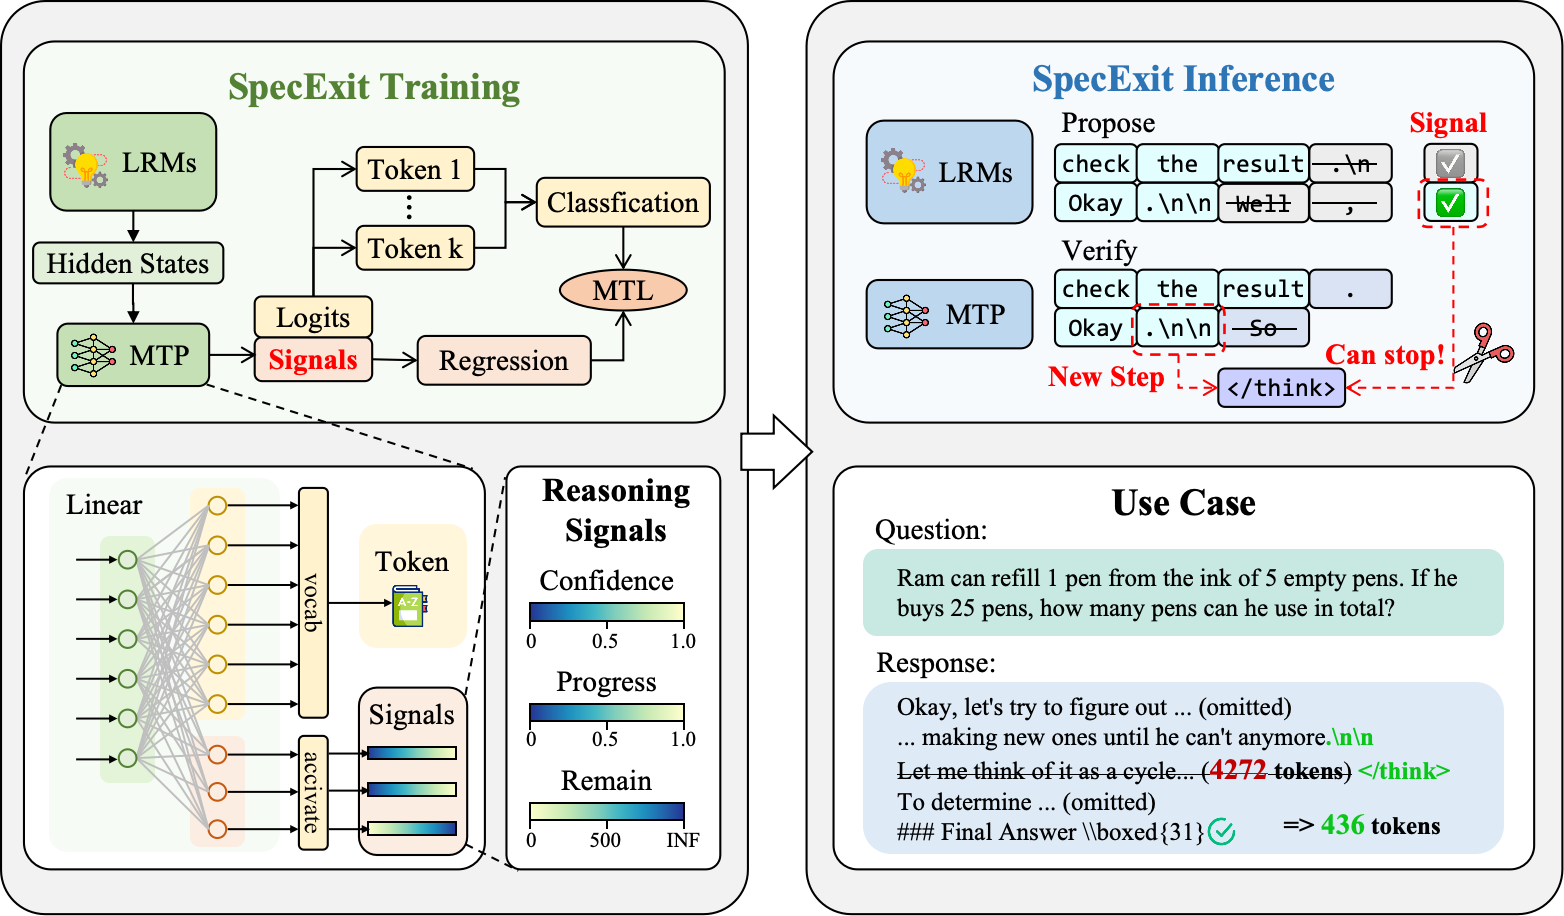 SpecExit Training
LRMs
Hidden States
MTP
Logits
Signals
Token 1
⋮
Token k
Classfication
MTL
Regression
Linear
vocab
accivate
Token
A-Z
Signals
Reasoning
Signals
Confidence
0 0.5 1.0
Progress
0 0.5 1.0
Remain
0 500 INF
SpecExit Inference
LRMs
MTP
Propose
check the result .\n
Okay .\n\n Well ,
Signal
Verify
check the result .
Okay .\n\n So
New Step
Can stop!
</think>
Use Case
Question:
Ram can refill 1 pen from the ink of 5 empty pens. If he
buys 25 pens, how many pens can he use in total?
Response:
Okay, let's try to figure out ... (omitted)
... making new ones until he can't anymore.\n\n
Let me think of it as a cycle... (4272 tokens) </think>
To determine ... (omitted)
### Final Answer \\boxed{31}
=> 436 tokens